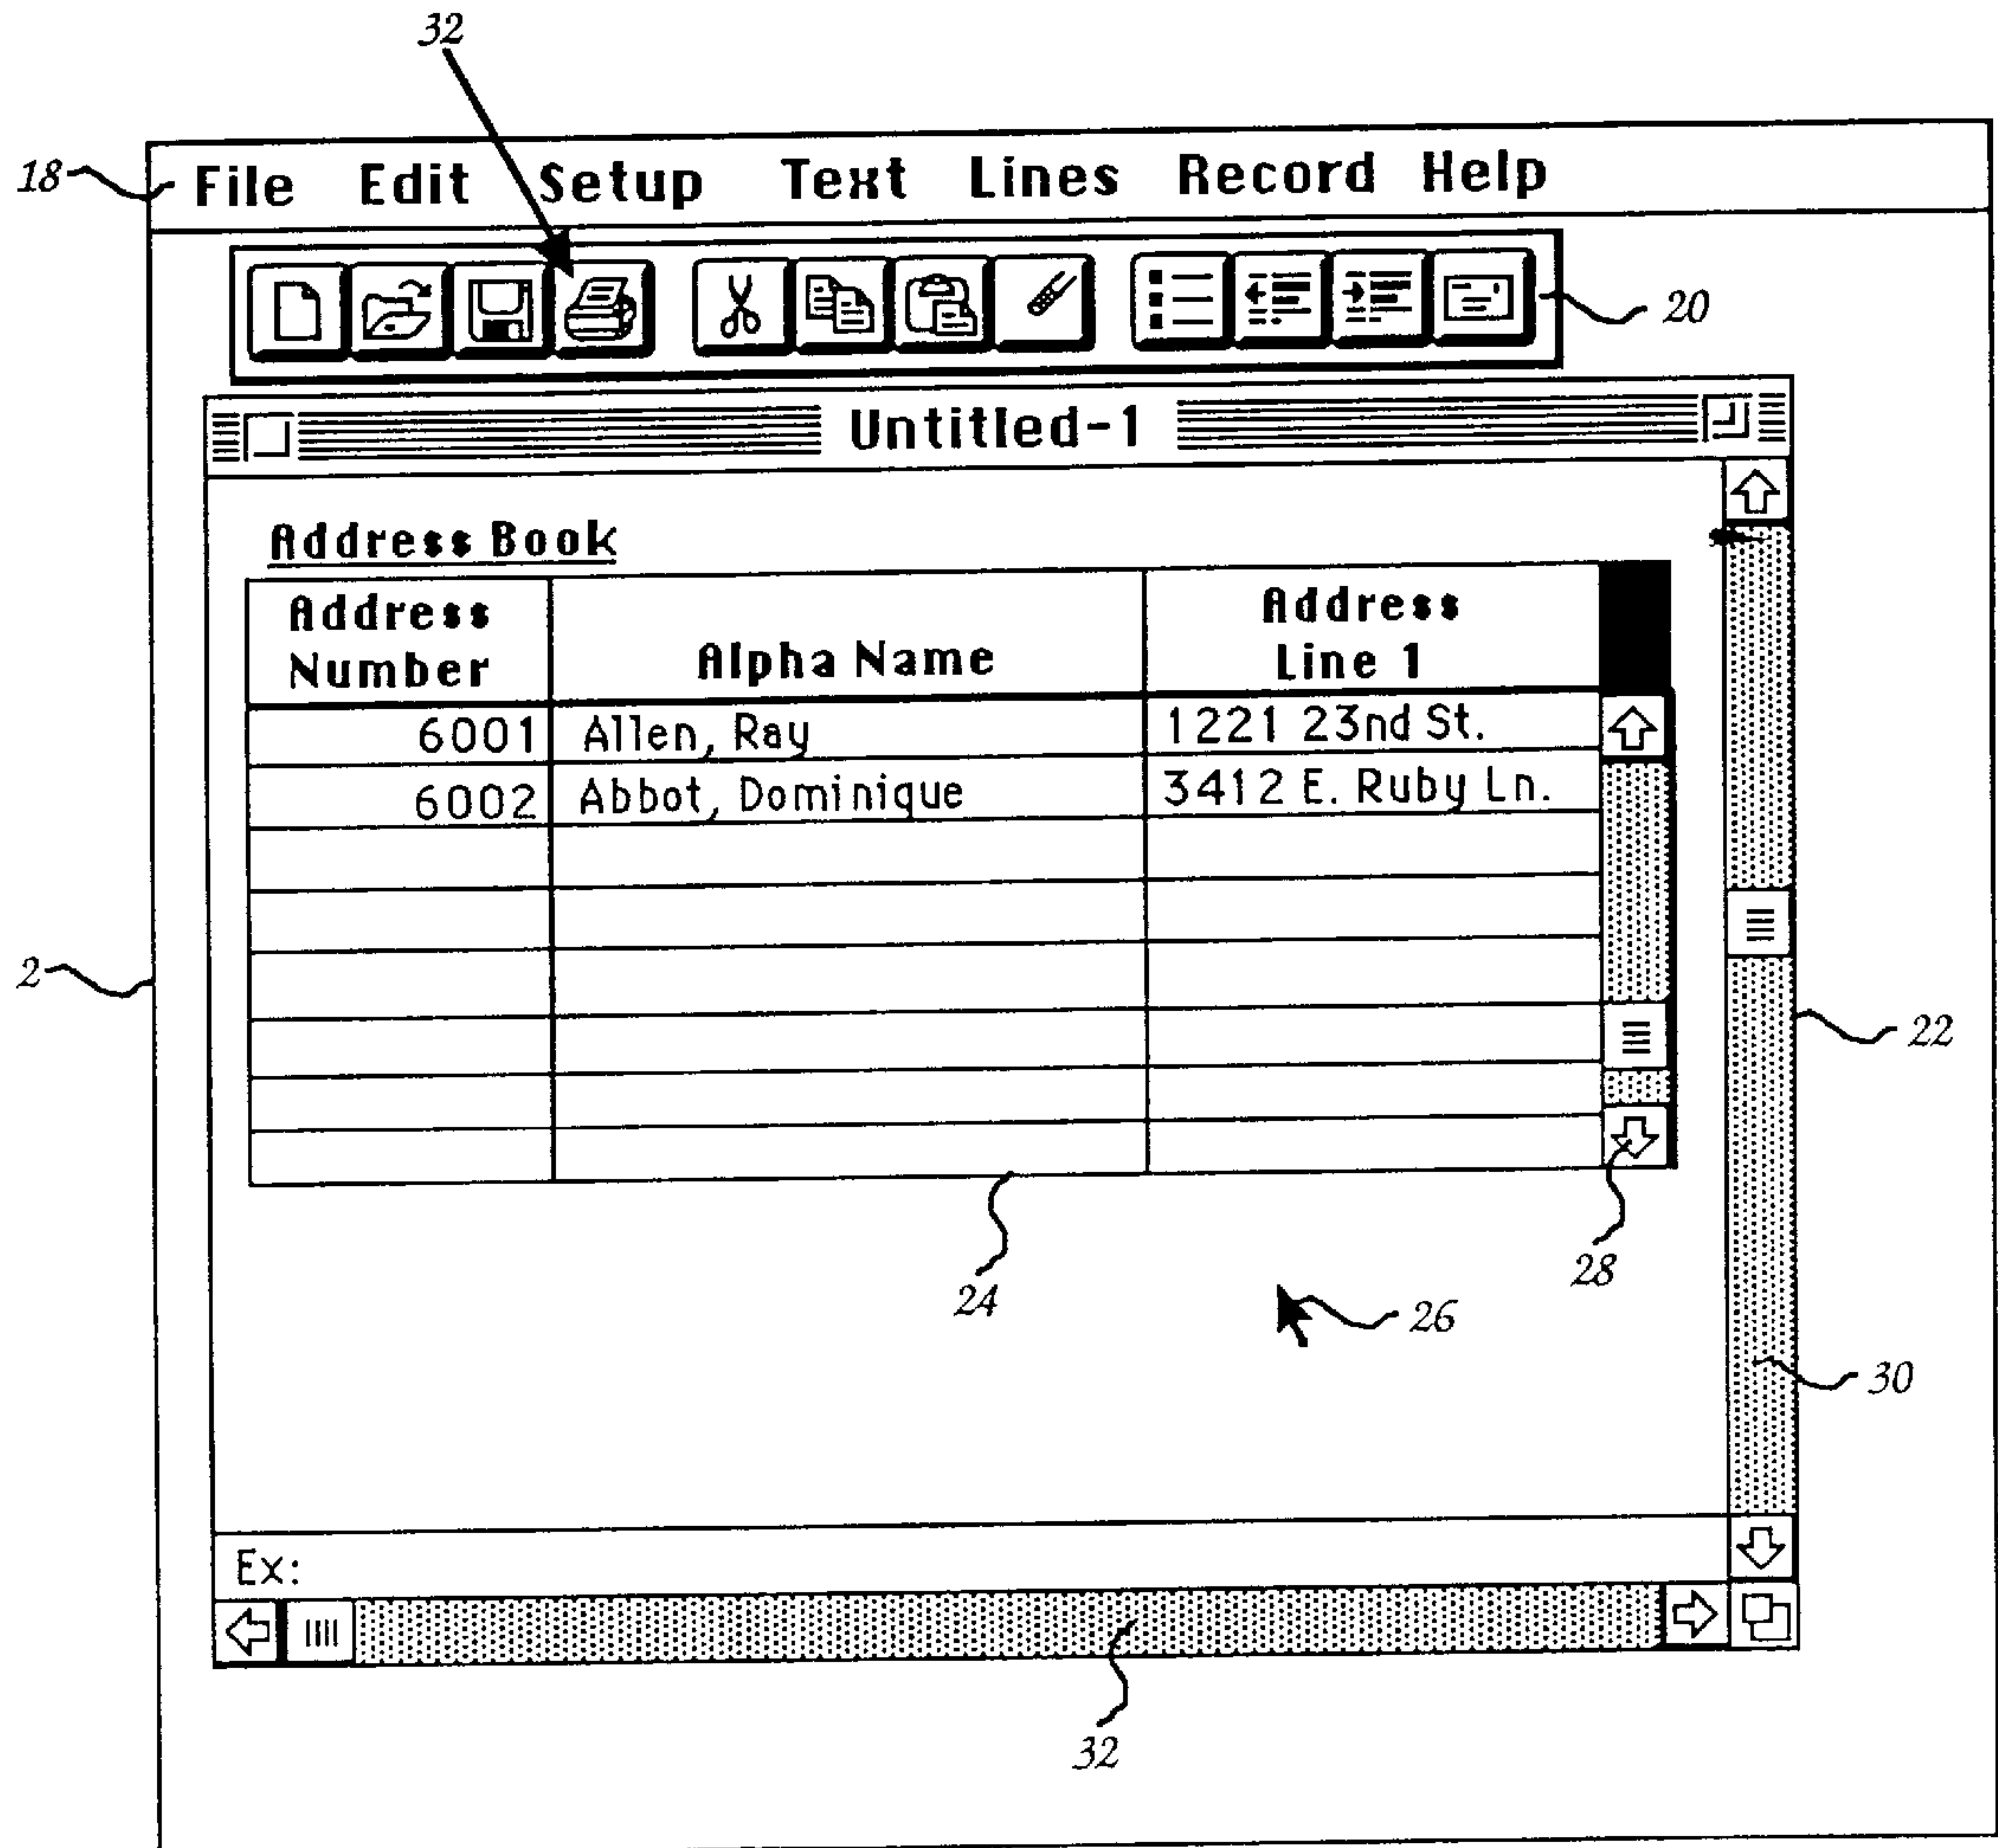 32
18 File Edit Setup Text Lines Record Help
20
Untitled-1
Address Book
Address Number Alpha Name Address Line 1
6001 Allen, Ray 1221 23nd St.
6002 Abbot, Dominique 3412 E. Ruby Ln.
2
22
28
24
26
30
Ex:
32